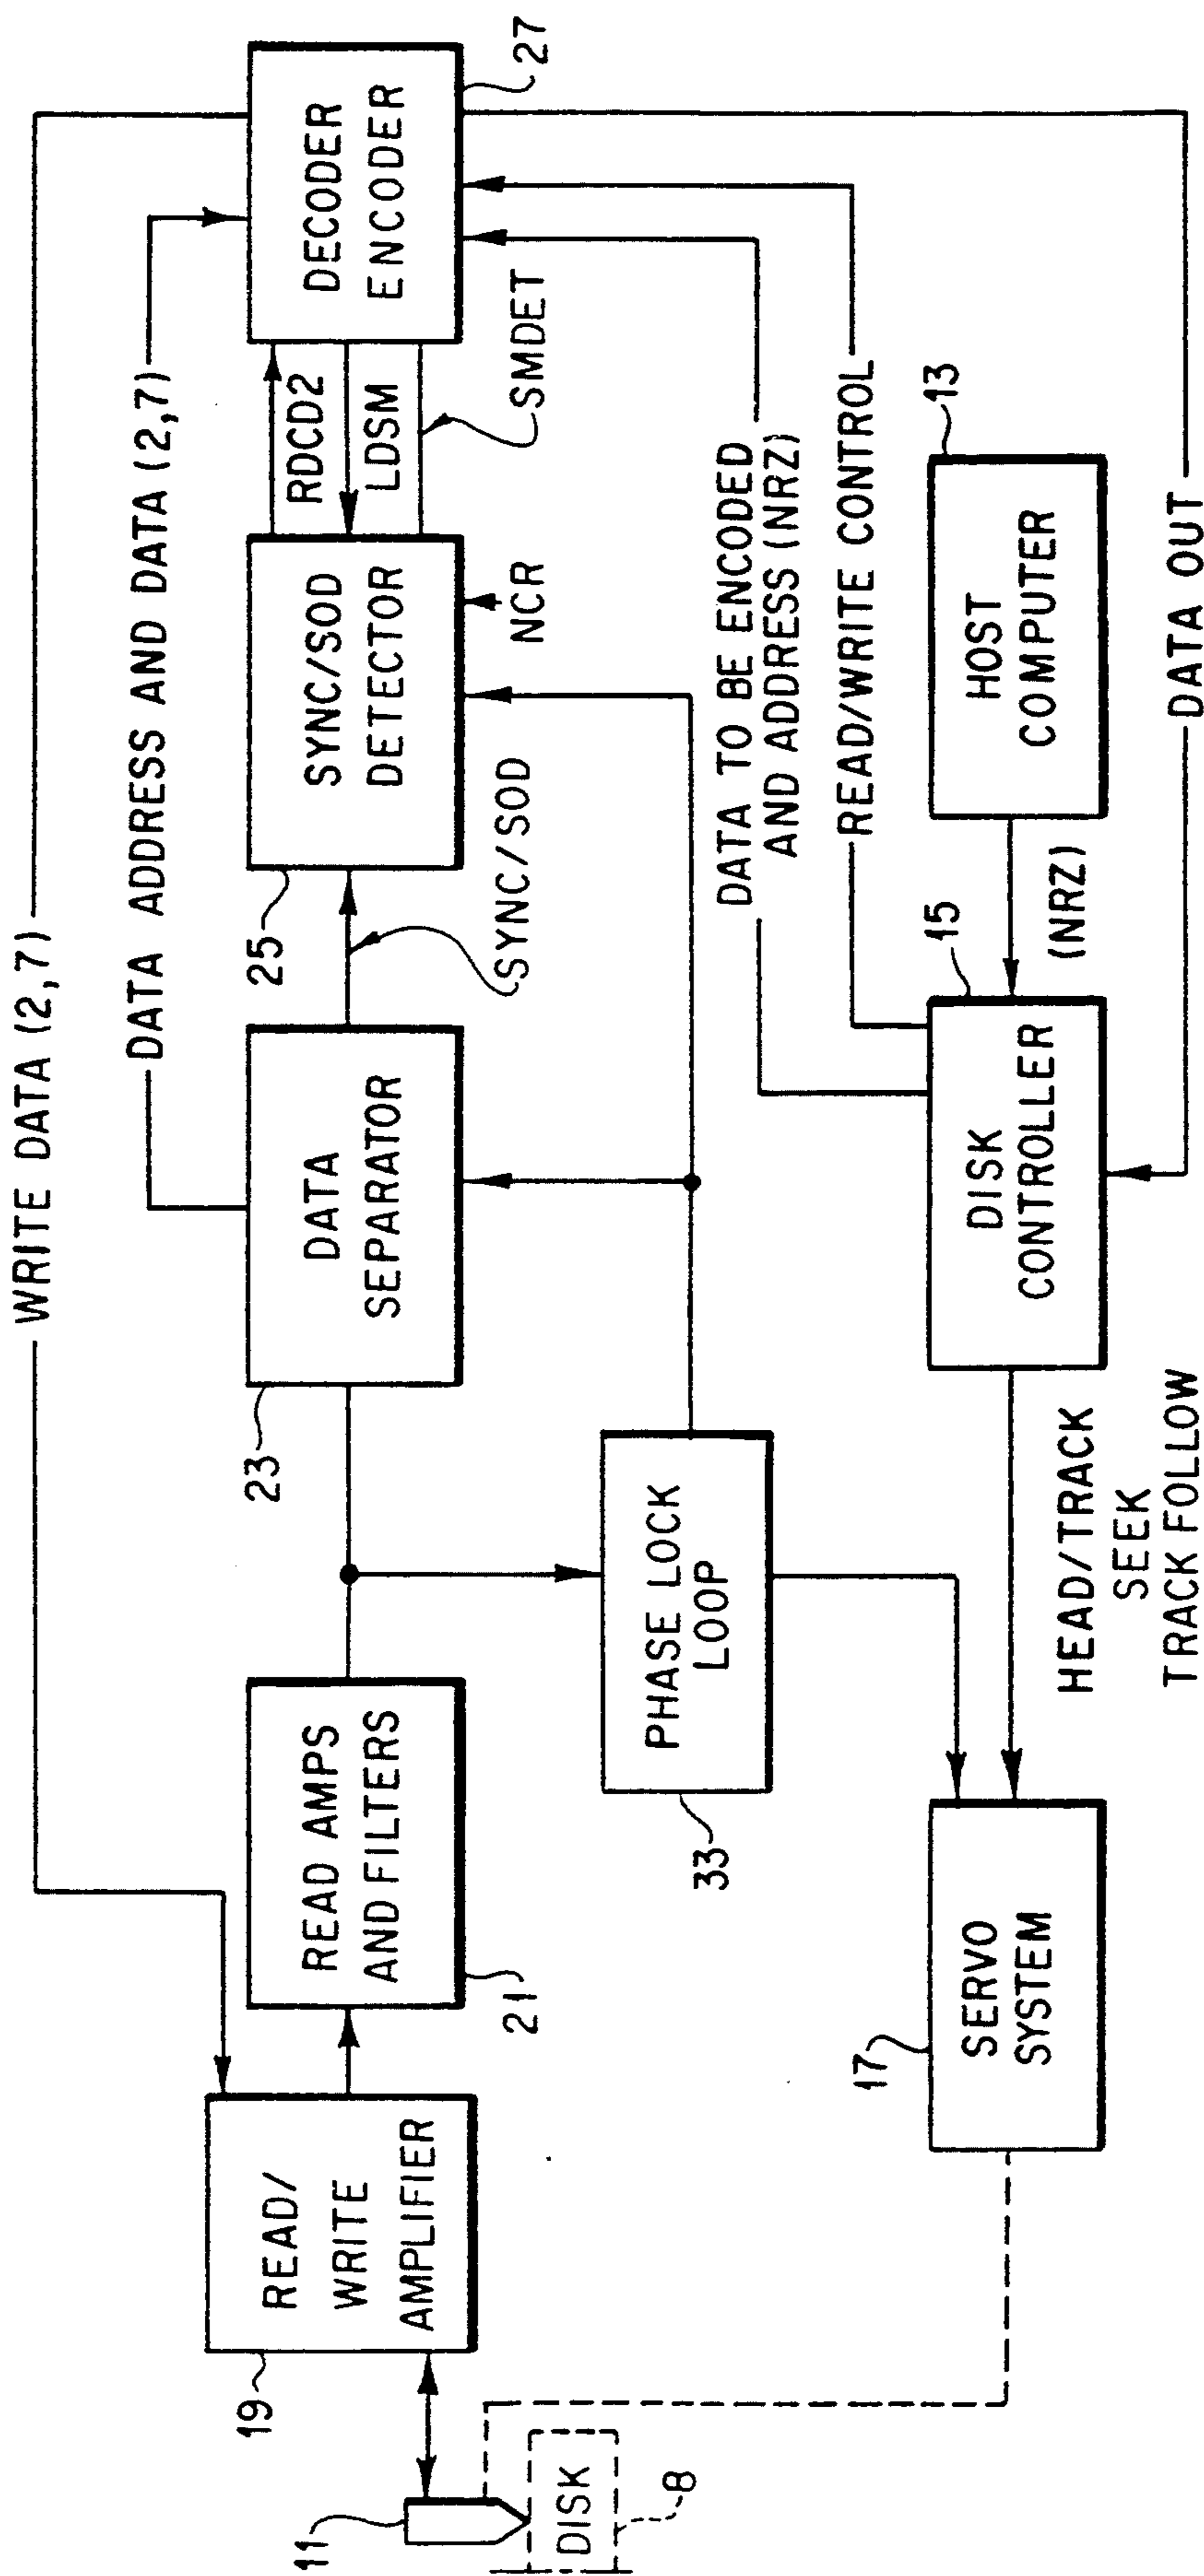 WRITE DATA (2,7)
DATA ADDRESS AND DATA (2,7)
19
READ/
WRITE
AMPLIFIER
READ AMPS
AND FILTERS
21
23
DATA
SEPARATOR
SYNC/SOD
25
SYNC/SOD
DETECTOR
NCR
RDCD2
LDSM
SMDET
DECODER
ENCODER
27
11
DISK
8
PHASE LOCK
LOOP
33
DATA TO BE ENCODED
AND ADDRESS (NRZ)
READ/WRITE CONTROL
17
SERVO
SYSTEM
HEAD/TRACK
SEEK
TRACK FOLLOW
15
DISK
CONTROLLER
(NRZ)
13
HOST
COMPUTER
DATA OUT